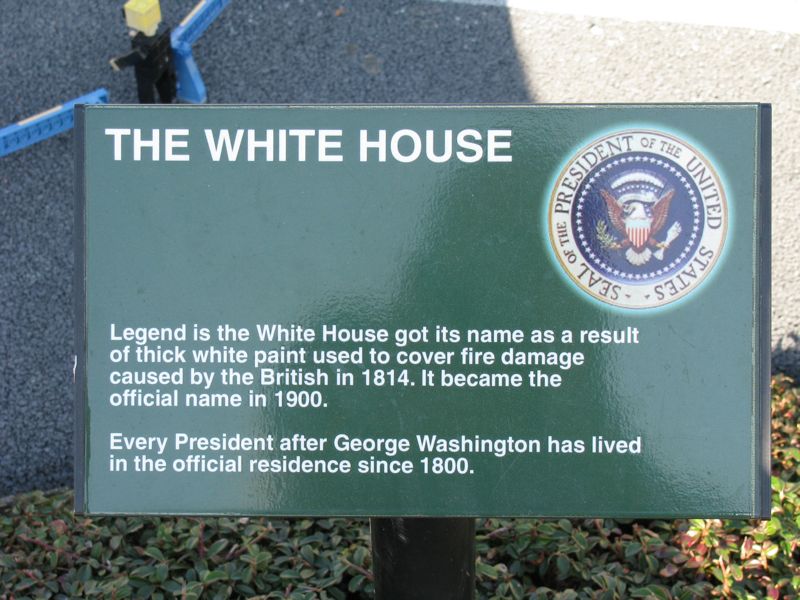 THE WHITE HOUSE
SEAL OF THE PRESIDENT OF THE UNITED STATES
Legend is the White House got its name as a result
of thick white paint used to cover fire damage
caused by the British in 1814. It became the
official name in 1900.
Every President after George Washington has lived
in the official residence since 1800.